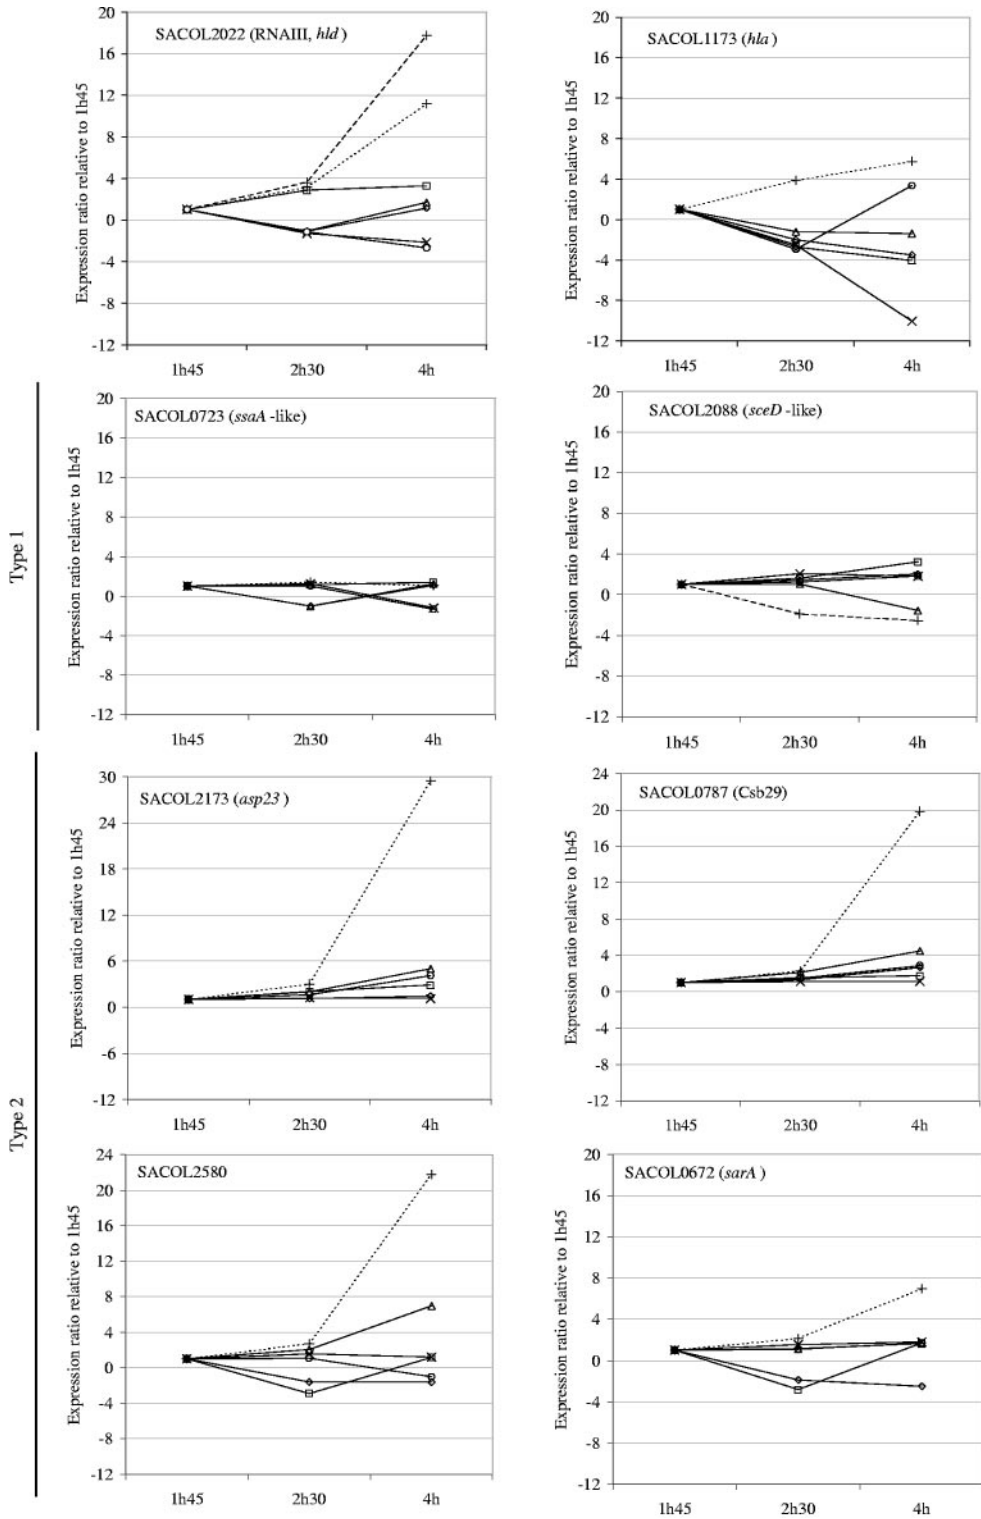 SACOL2022 (RNAIII, hld )
Expression ratio relative to 1h45
20
16
12
8
4
0
-4
-8
-12
1h45 2h30 4h
SACOL1173 (hla )
Expression ratio relative to 1h45
20
16
12
8
4
0
-4
-8
-12
1h45 2h30 4h
Type 1
SACOL0723 (ssaA -like)
Expression ratio relative to 1h45
20
16
12
8
4
0
-4
-8
-12
1h45 2h30 4h
SACOL2088 (sceD -like)
Expression ratio relative to 1h45
20
16
12
8
4
0
-4
-8
-12
1h45 2h30 4h
Type 2
SACOL2173 (asp23 )
Expression ratio relative to 1h45
30
24
18
12
6
0
-6
-12
1h45 2h30 4h
SACOL0787 (Csb29)
Expression ratio relative to 1h45
24
20
16
12
8
4
0
-4
-8
-12
1h45 2h30 4h
SACOL2580
Expression ratio relative to 1h45
24
20
16
12
8
4
0
-4
-8
-12
1h45 2h30 4h
SACOL0672 (sarA )
Expression ratio relative to 1h45
20
16
12
8
4
0
-4
-8
-12
1h45 2h30 4h